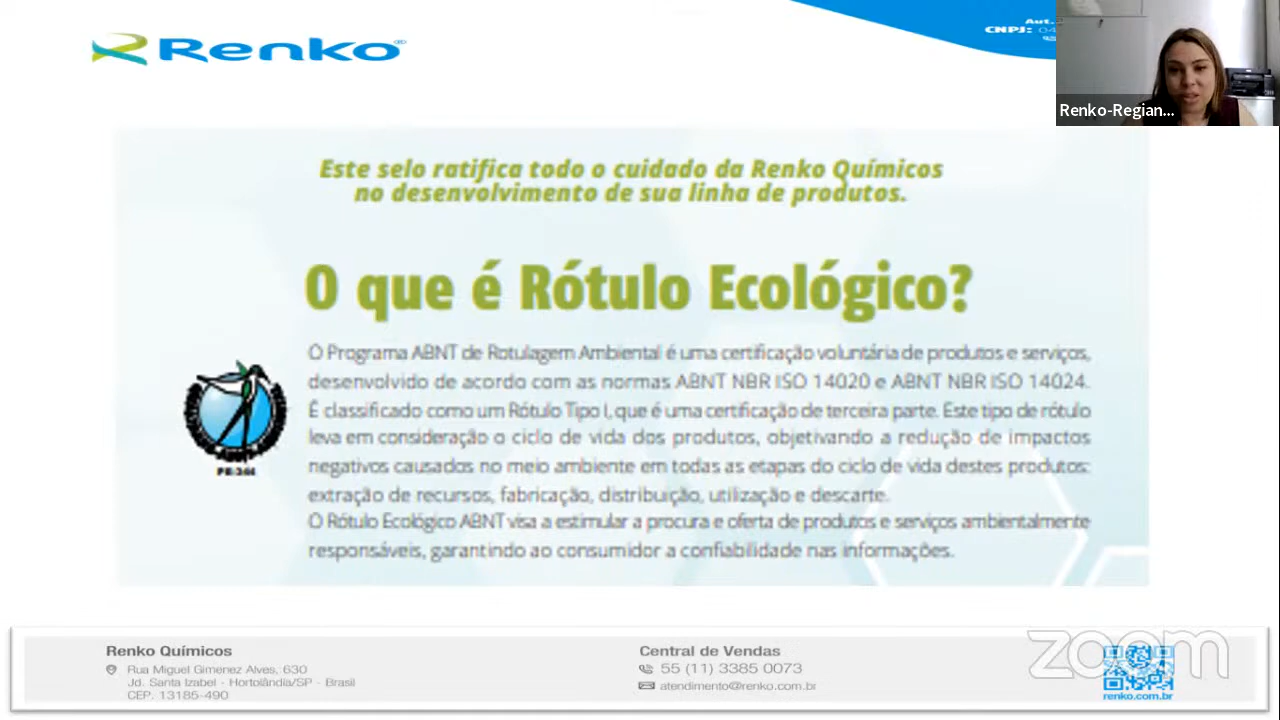 Renko®
Aut.
CNPJ: 04
Renko-Regian...
Este selo ratifica todo o cuidado da Renko Químicos
no desenvolvimento de sua linha de produtos.
O que é Rótulo Ecológico?
O Programa ABNT de Rotulagem Ambiental é uma certificação voluntária de produtos e serviços,
desenvolvido de acordo com as normas ABNT NBR ISO 14020 e ABNT NBR ISO 14024.
É classificado como um Rótulo Tipo I, que é uma certificação de terceira parte. Este tipo de rótulo
leva em consideração o ciclo de vida dos produtos, objetivando a redução de impactos
negativos causados no meio ambiente em todas as etapas do ciclo de vida destes produtos:
extração de recursos, fabricação, distribuição, utilização e descarte.
O Rótulo Ecológico ABNT visa a estimular a procura e oferta de produtos e serviços ambientalmente
responsáveis, garantindo ao consumidor a confiabilidade nas informações.
Renko Químicos
Rua Miguel Gimenez Alves, 630
Jd. Santa Izabel - Hortolândia/SP - Brasil
CEP. 13185-490
Central de Vendas
55 (11) 3385 0073
atendimento@renko.com.br
zoom
renko.com.br